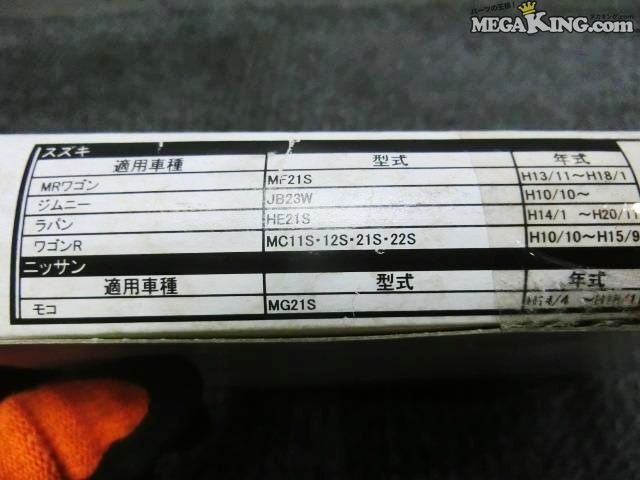 パーツの王様！
MEGAKING.com
スズキ
適用車種 型式 年式
MRワゴン MF21S H13/11～H18/1
ジムニー JB23W H10/10～
ラパン HE21S H14/1 ～H20/11
ワゴンR MC11S・12S・21S・22S H10/10～H15/9
ニッサン
適用車種 型式 年式
モコ MG21S